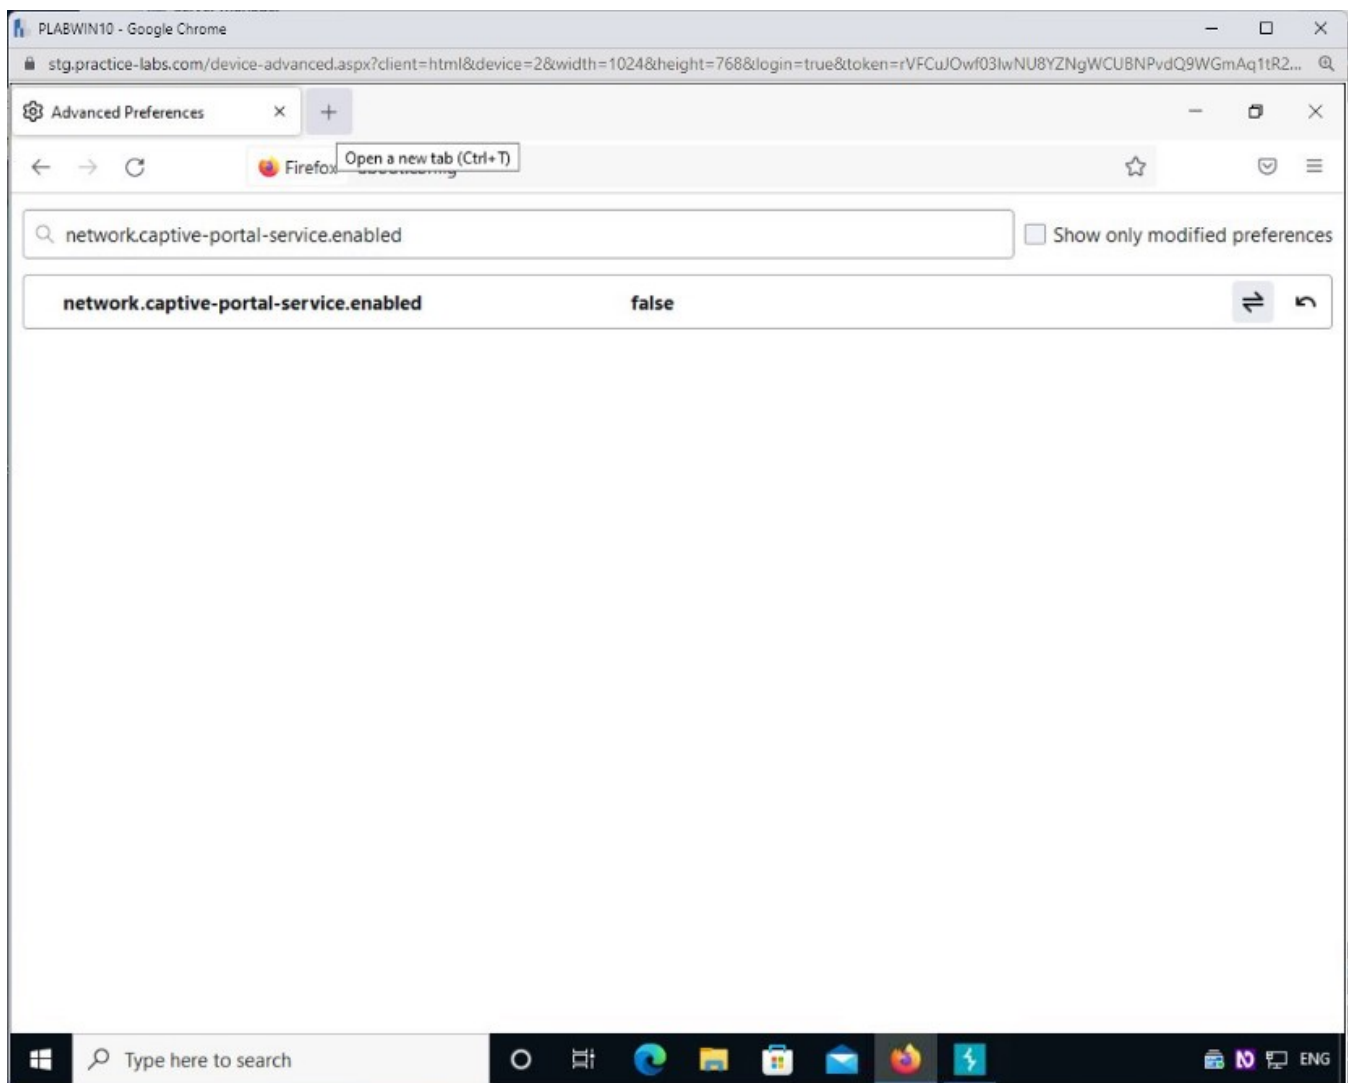 PLABWIN10 - Google Chrome
stg.practice-labs.com/device-advanced.aspx?client=html&device=2&width=1024&height=768&login=true&token=rVFCuJOwf03IwNU8YZNgWCUBNPvdQ9WGmAq1tR2...
Advanced Preferences
Open a new tab (Ctrl+T)
Firefox
network.captive-portal-service.enabled
Show only modified preferences
network.captive-portal-service.enabled false
Type here to search
ENG